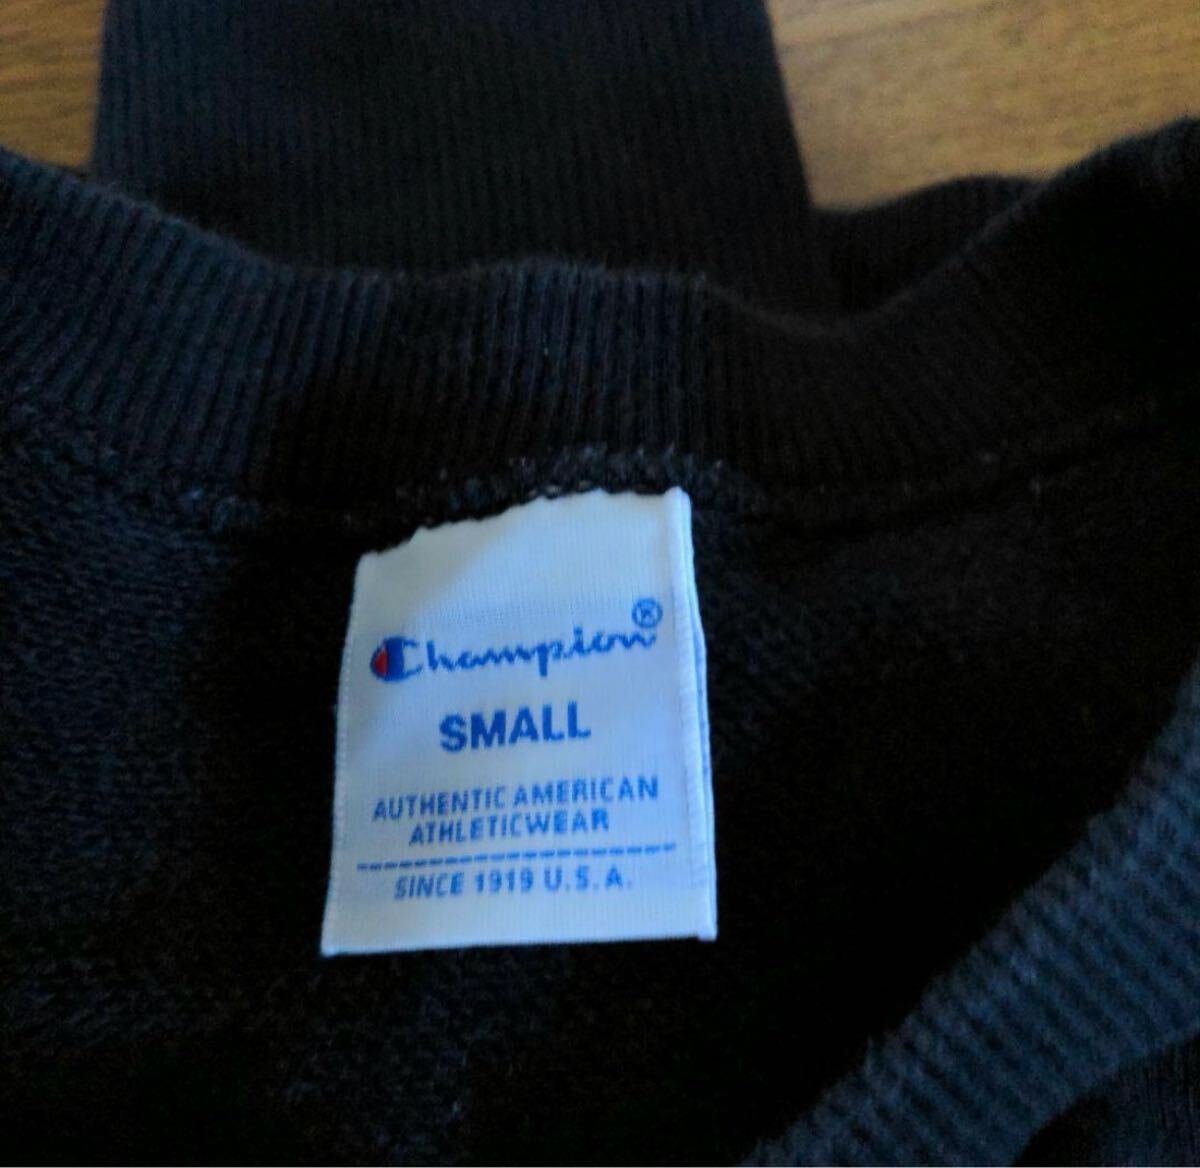 Champion®
SMALL
AUTHENTIC AMERICAN
ATHLETICWEAR
SINCE 1919 U.S.A.